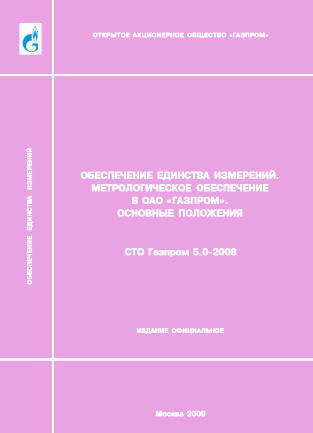 ОТКРЫТОЕ АКЦИОНЕРНОЕ ОБЩЕСТВО «ГАЗПРОМ»
ОБЕСПЕЧЕНИЕ ЕДИНСТВА ИЗМЕРЕНИЙ
ОБЕСПЕЧЕНИЕ ЕДИНСТВА ИЗМЕРЕНИЙ.
МЕТРОЛОГИЧЕСКОЕ ОБЕСПЕЧЕНИЕ
В ОАО «ГАЗПРОМ».
ОСНОВНЫЕ ПОЛОЖЕНИЯ
СТО Газпром 5.0-2008
ИЗДАНИЕ ОФИЦИАЛЬНОЕ
Москва 2009